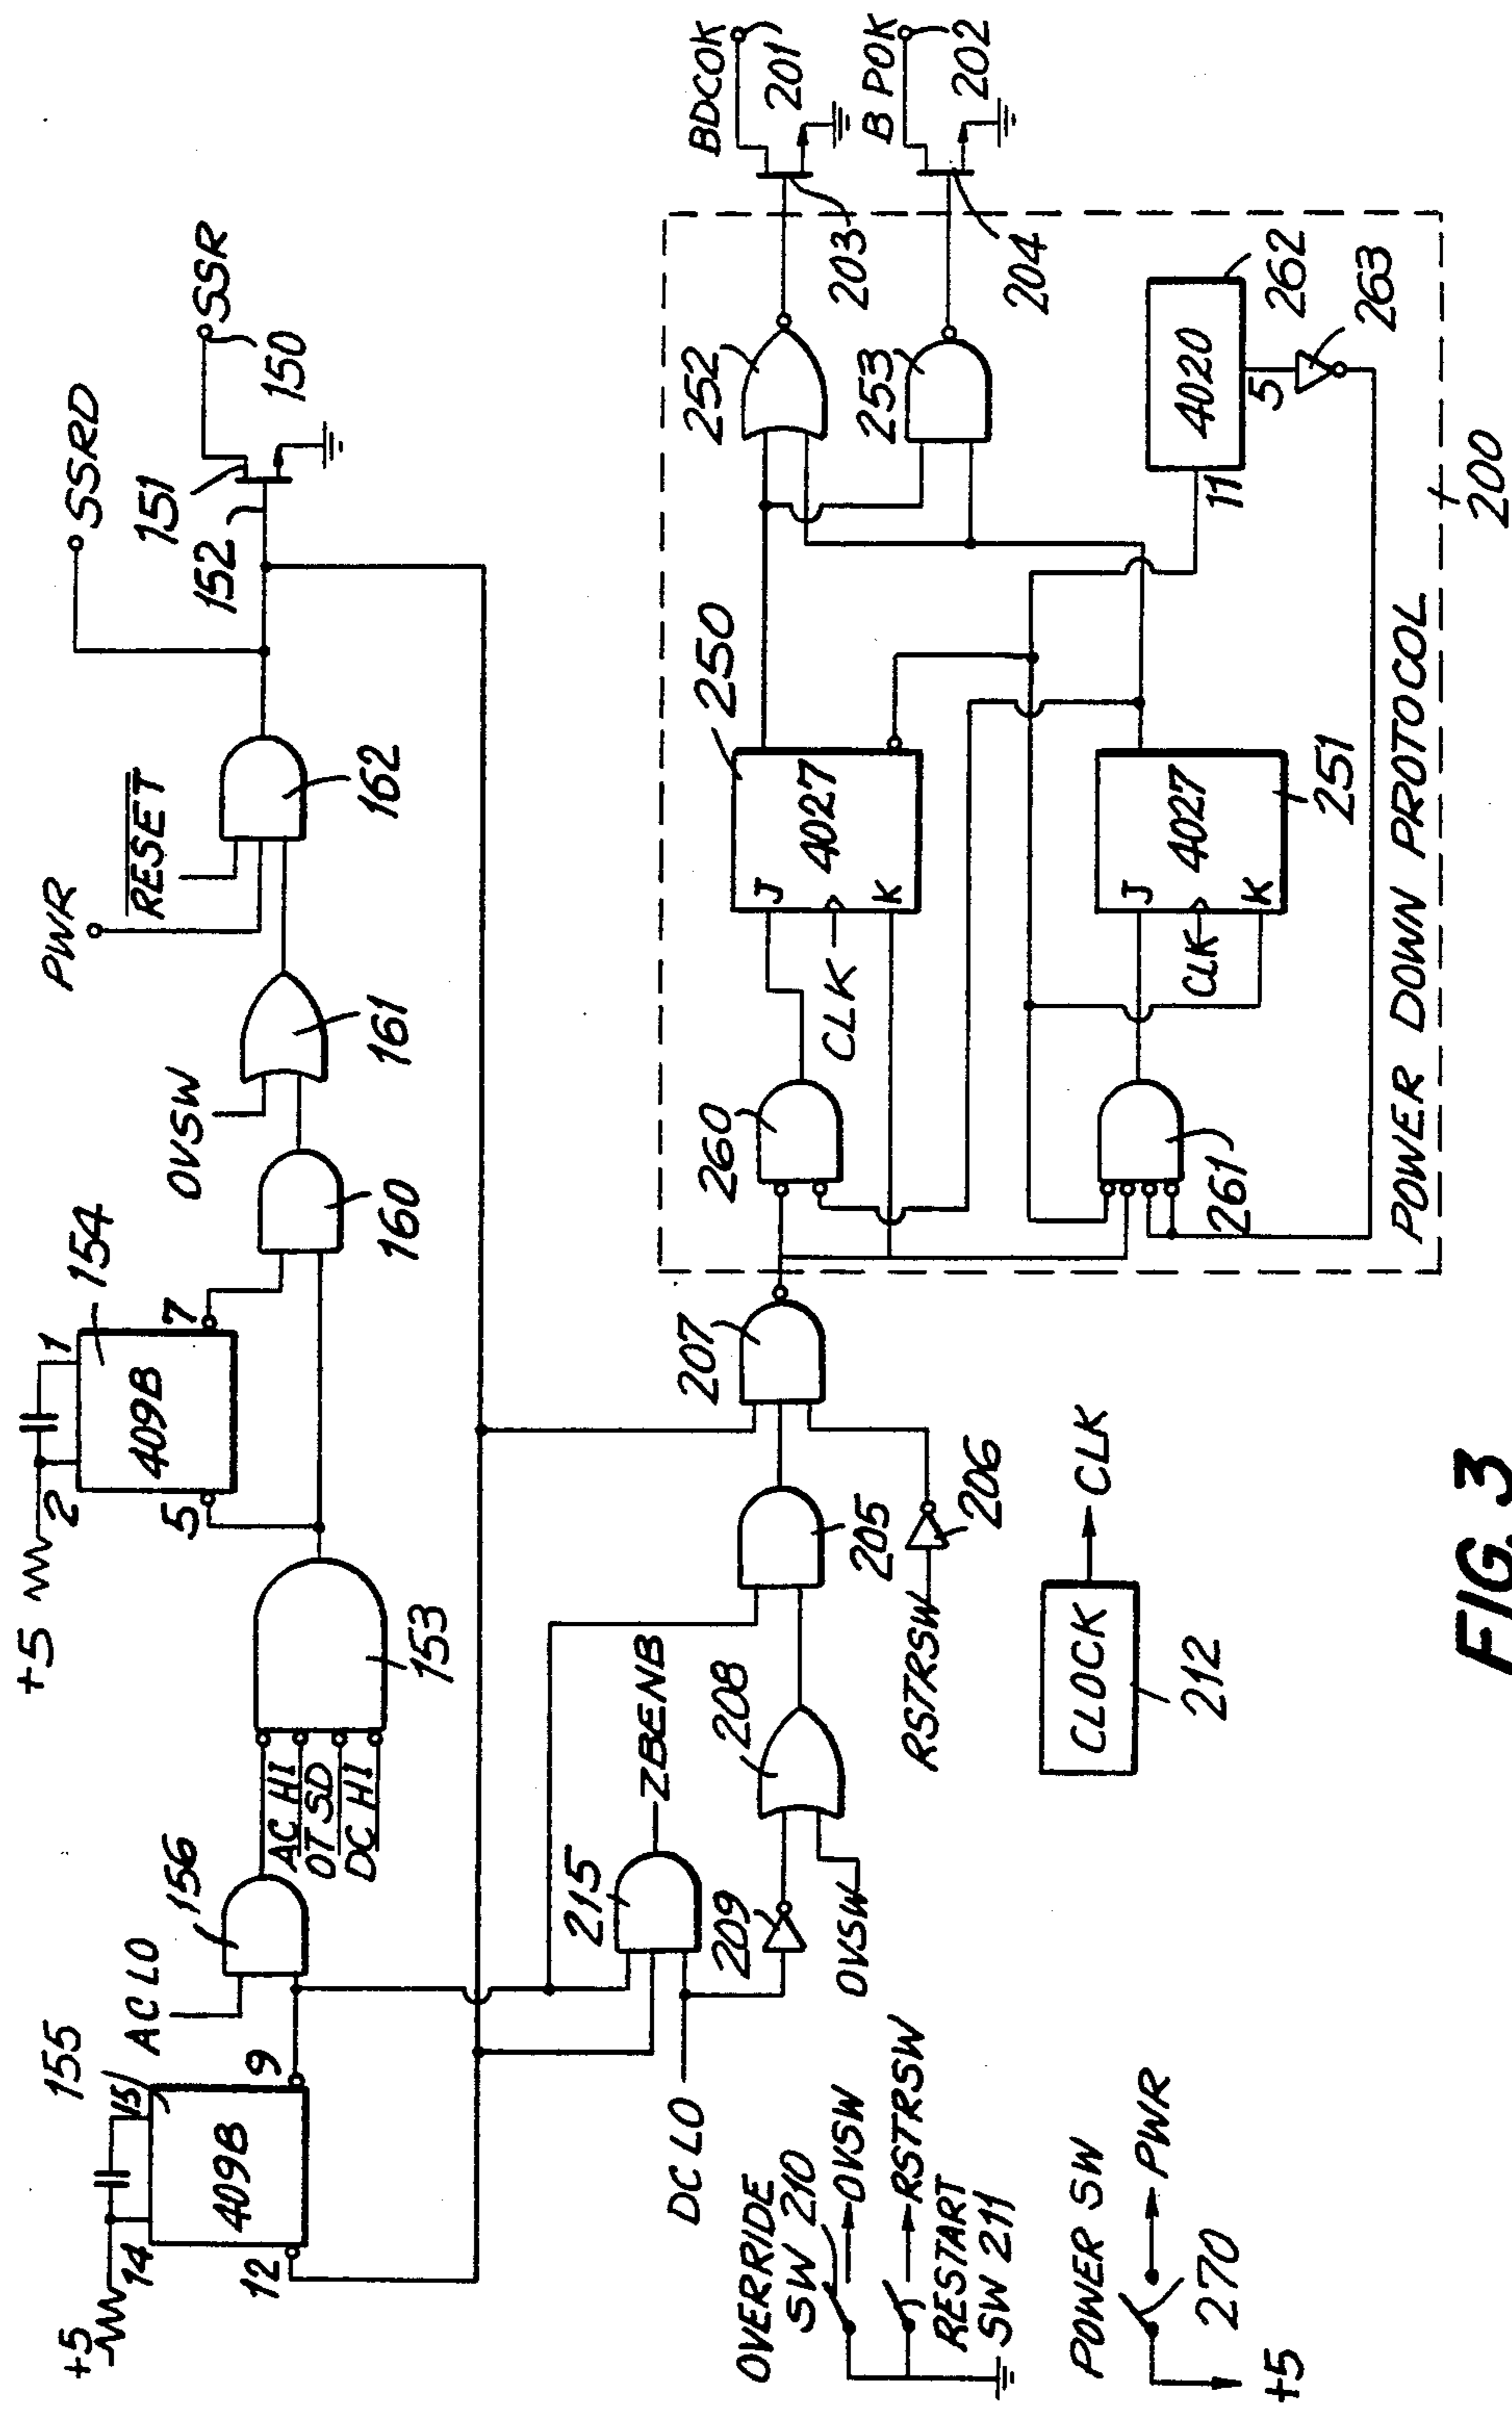 +5
14
15
155
409B
12
9
AC LO
156
AC HI
OT SD
DC HI
153
+5
2
1
154
409B
5
7
160
OVSW
161
PWR
RESET
162
SSRD
152
151
SSR
150
DC LO
215
ZBENB
209
OVSW
208
205
RSTRSW
206
207
OVERRIDE
SW 210
OVSW
RSTRSW
RESTART
SW 211
POWER SW
PWR
270
+5
CLOCK
CLK
212
260
CLK
J
4027
K
250
261
J
CLK
4027
K
251
252
253
4020
11
5
262
263
203
204
BDCOK
201
B POK
202
POWER DOWN PROTOCOL
200
FIG. 3